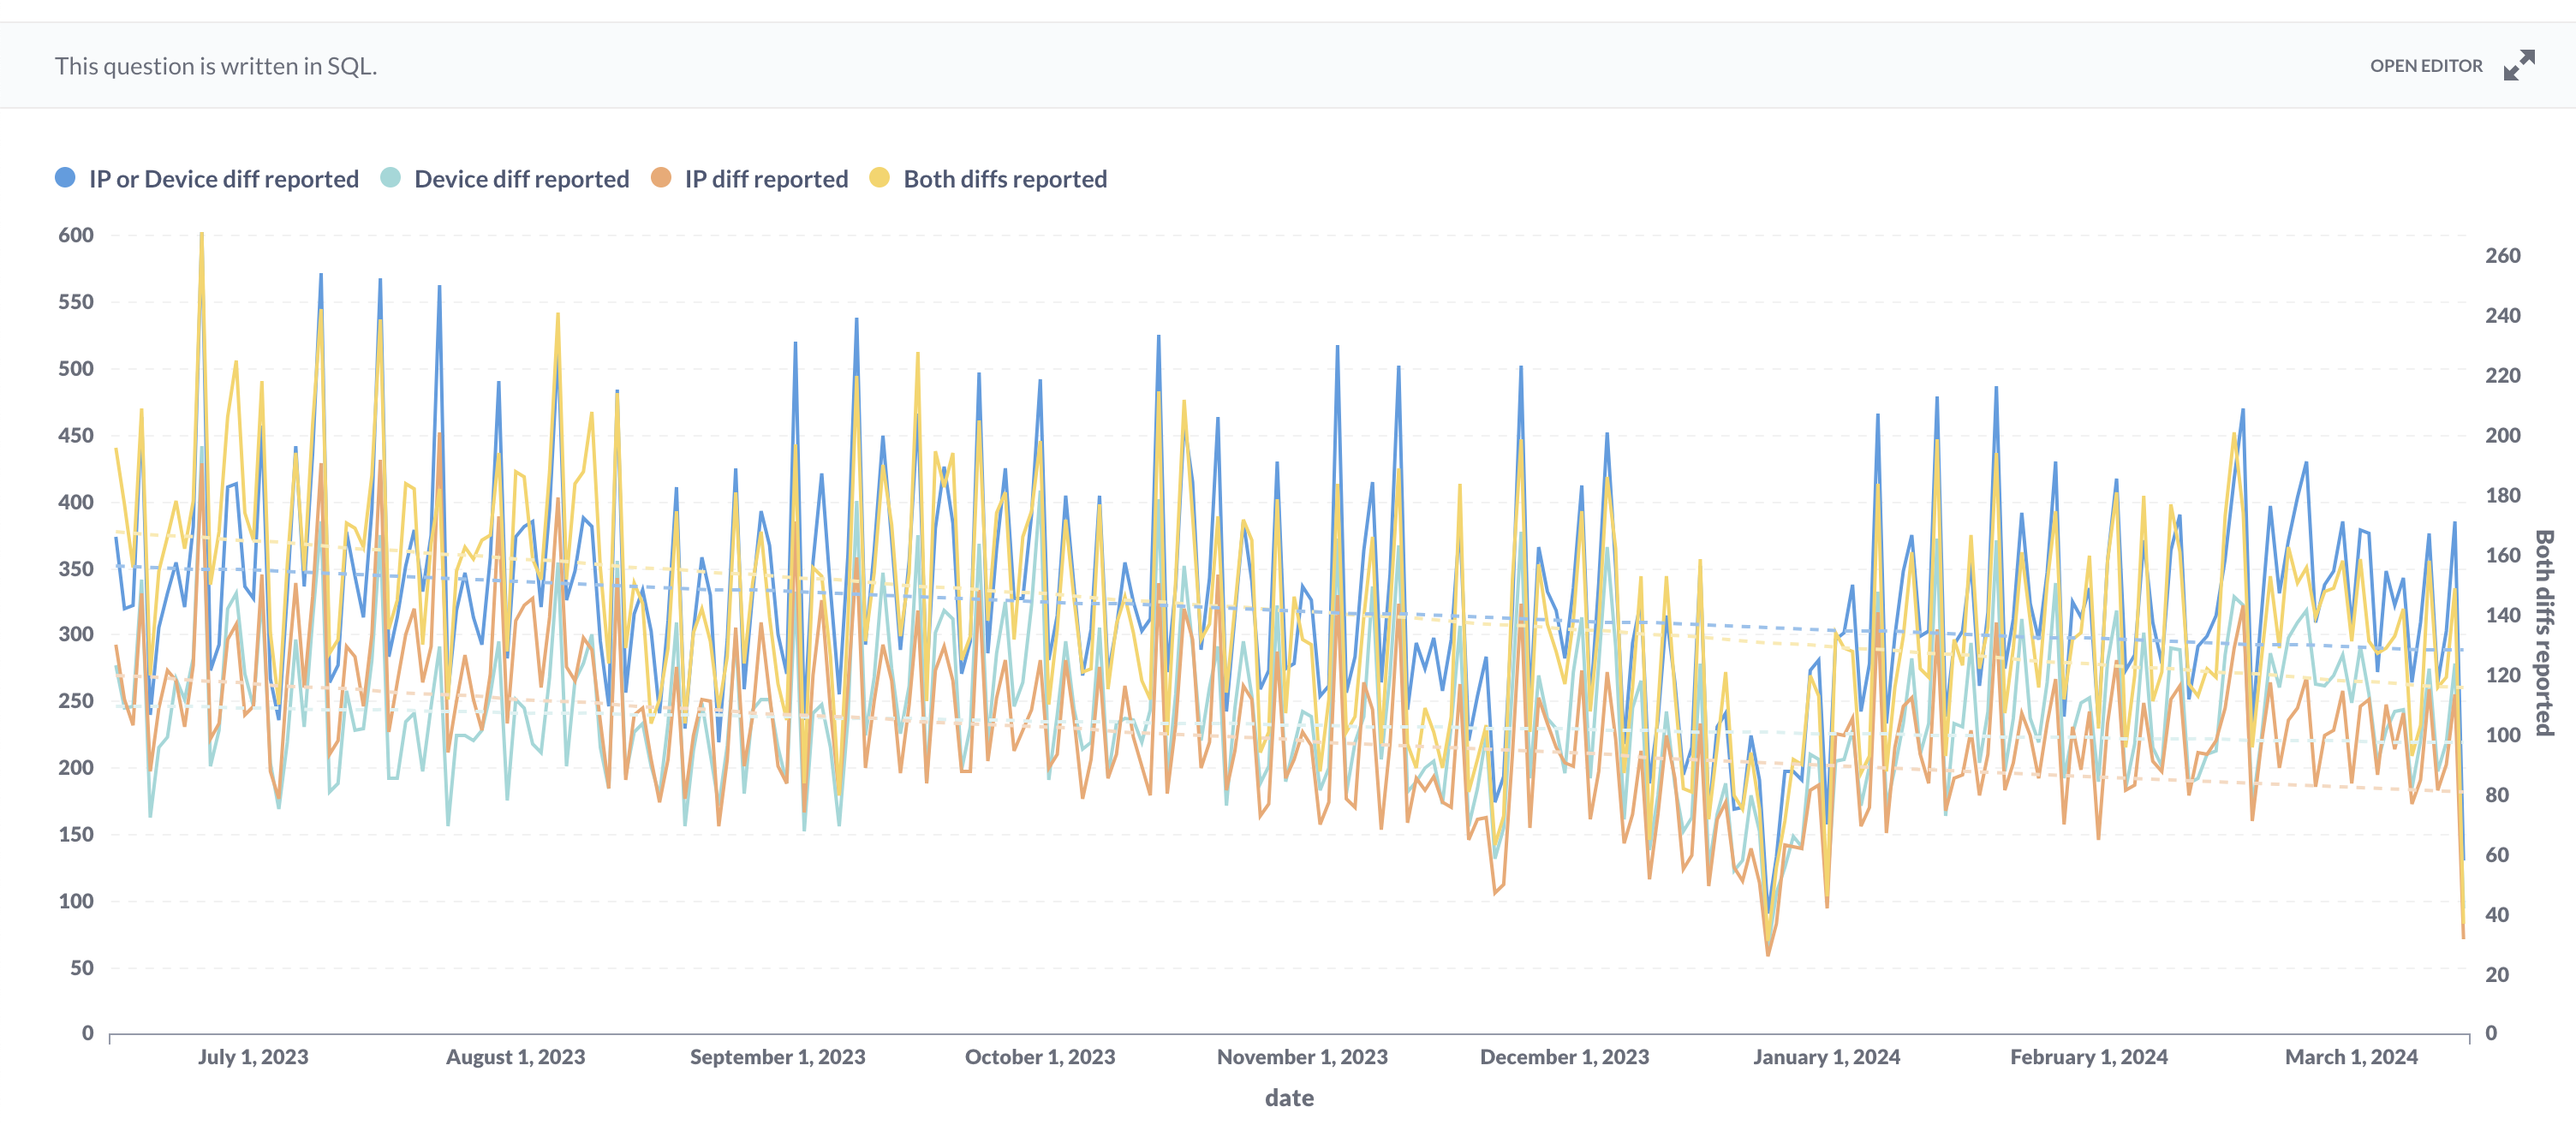 This question is written in SQL.
OPEN EDITOR
IP or Device diff reported
Device diff reported
IP diff reported
Both diffs reported
600
550
500
450
400
350
300
250
200
150
100
50
0
260
240
220
200
180
160
140
120
100
80
60
40
20
0
Both diffs reported
July 1, 2023
August 1, 2023
September 1, 2023
October 1, 2023
November 1, 2023
December 1, 2023
January 1, 2024
February 1, 2024
March 1, 2024
date